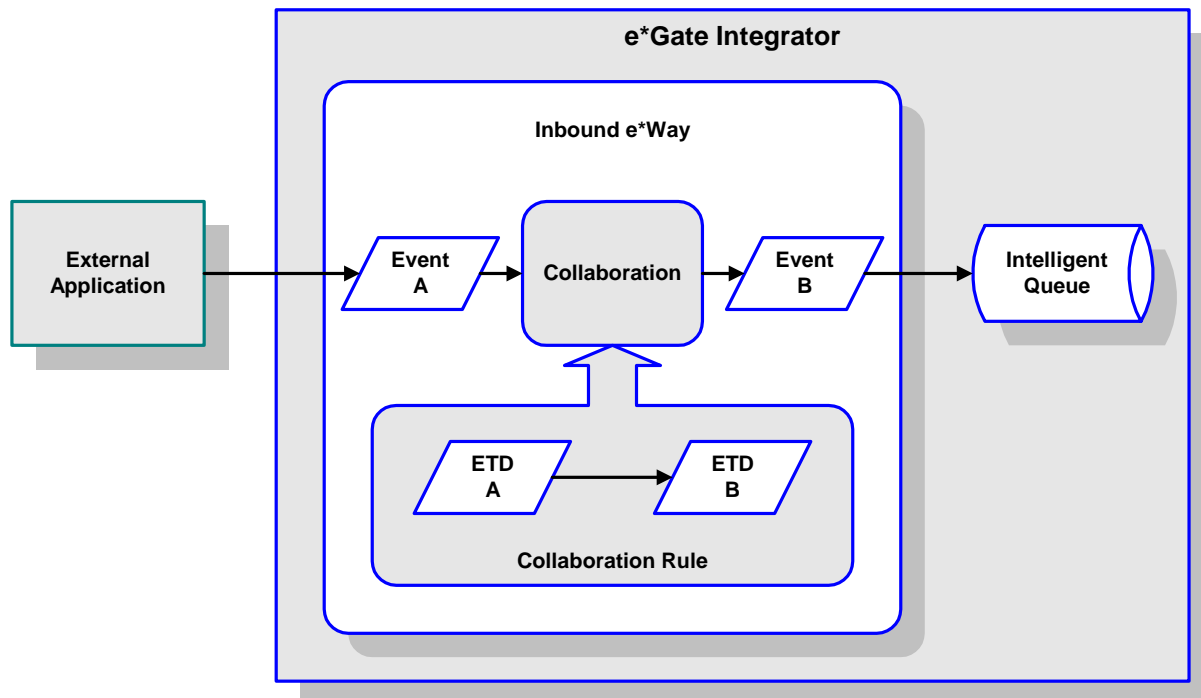 e*Gate Integrator
Inbound e*Way
External
Application
Event
A
Collaboration
Event
B
Intelligent
Queue
ETD
A
ETD
B
Collaboration Rule